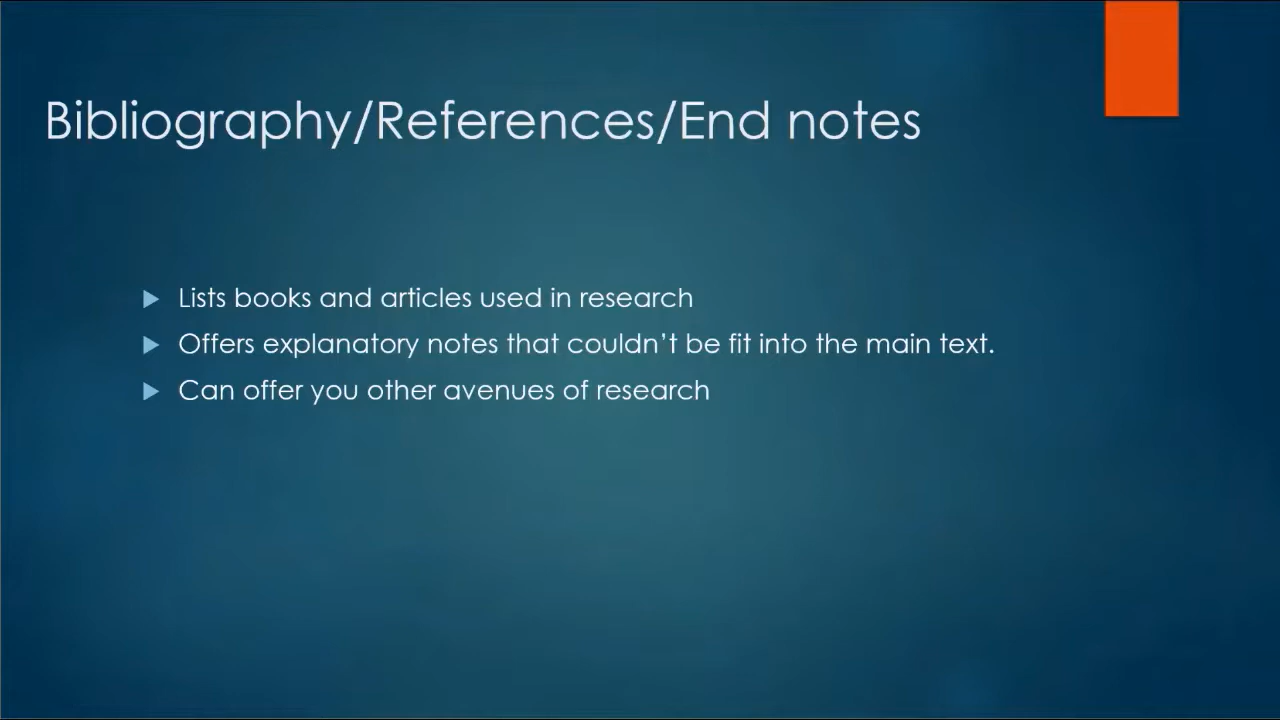 Bibliography/References/End notes
Lists books and articles used in research
Offers explanatory notes that couldn’t be fit into the main text.
Can offer you other avenues of research